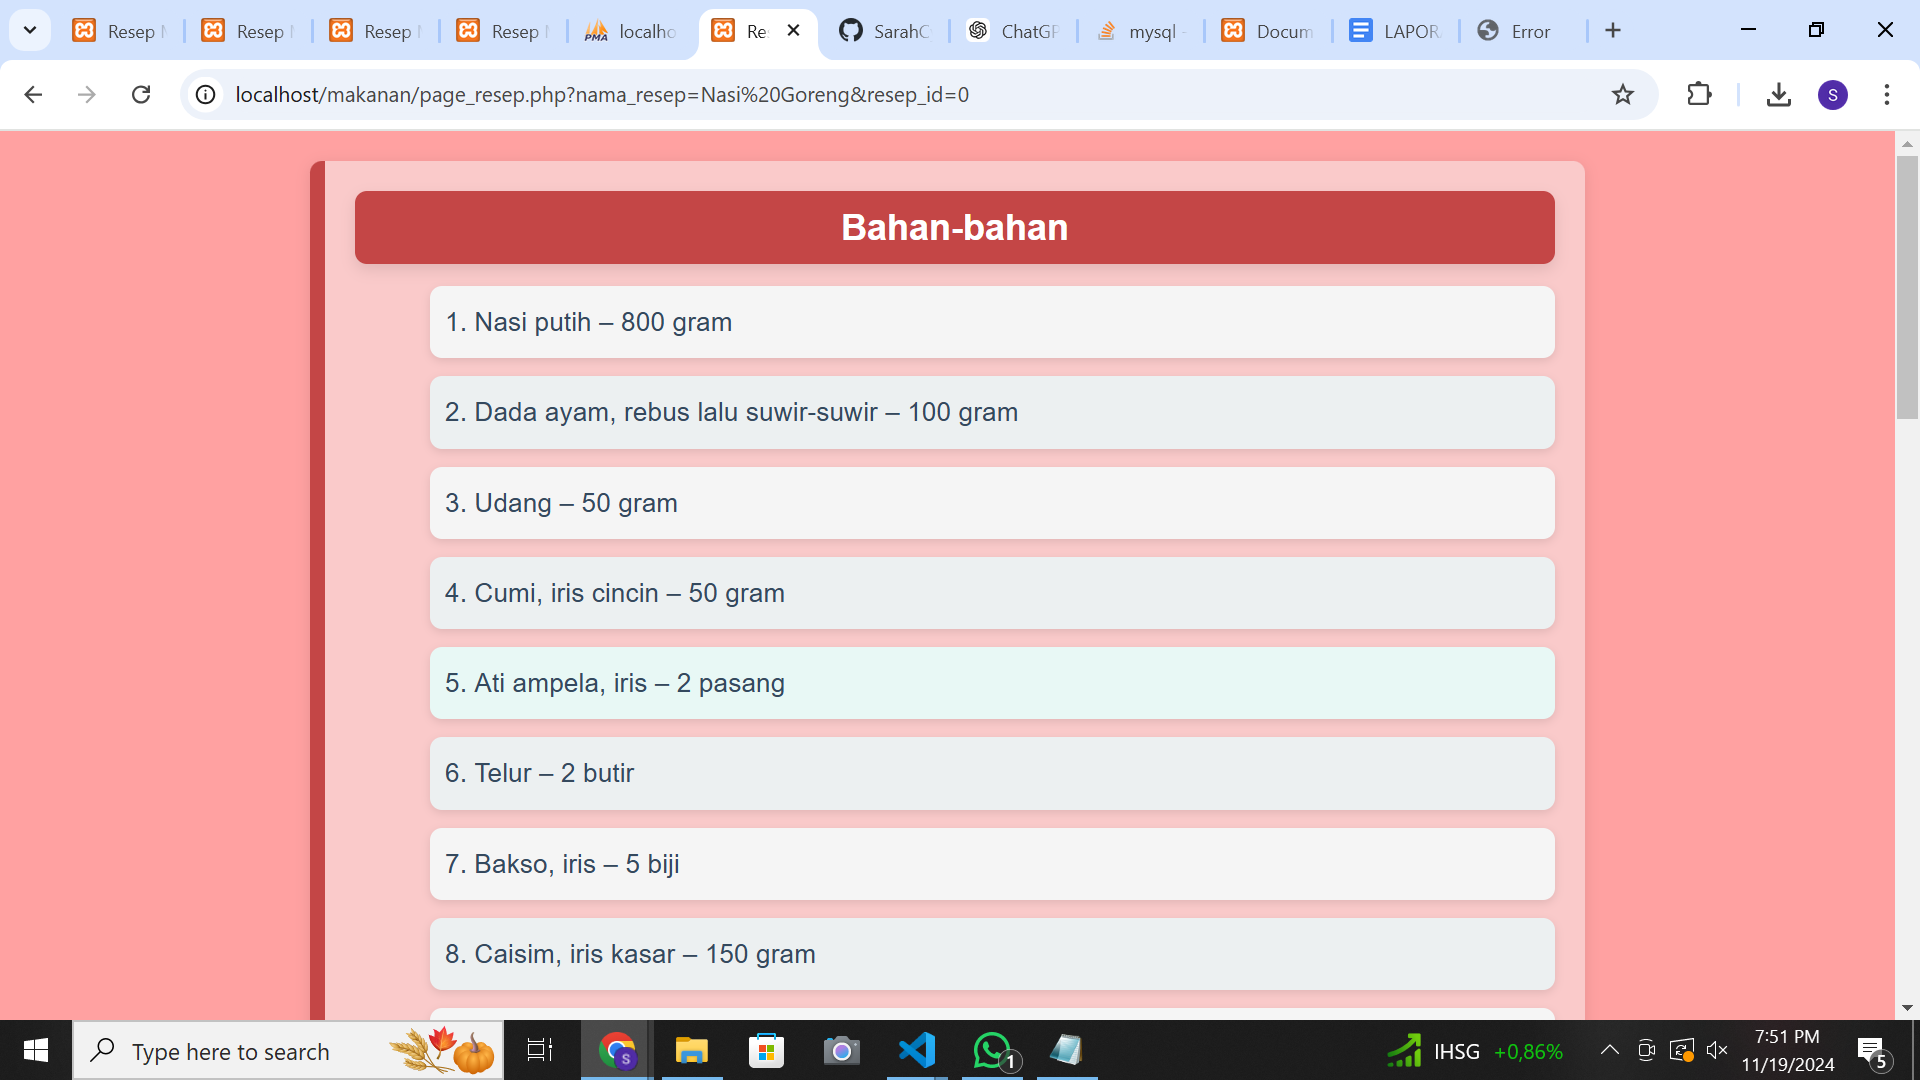 Resep
Resep
Resep
Resep
localho
Re
SarahC
ChatGP
mysql -
Docum
LAPOR
Error
localhost/makanan/page_resep.php?nama_resep=Nasi%20Goreng&resep_id=0
S
Bahan-bahan
1. Nasi putih – 800 gram
2. Dada ayam, rebus lalu suwir-suwir – 100 gram
3. Udang – 50 gram
4. Cumi, iris cincin – 50 gram
5. Ati ampela, iris – 2 pasang
6. Telur – 2 butir
7. Bakso, iris – 5 biji
8. Caisim, iris kasar – 150 gram
Type here to search
S
1
IHSG +0,86%
7:51 PM
11/19/2024
5